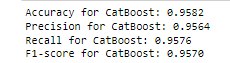 Accuracy for CatBoost: 0.9582
Precision for CatBoost: 0.9564
Recall for CatBoost: 0.9576
F1-score for CatBoost: 0.9570